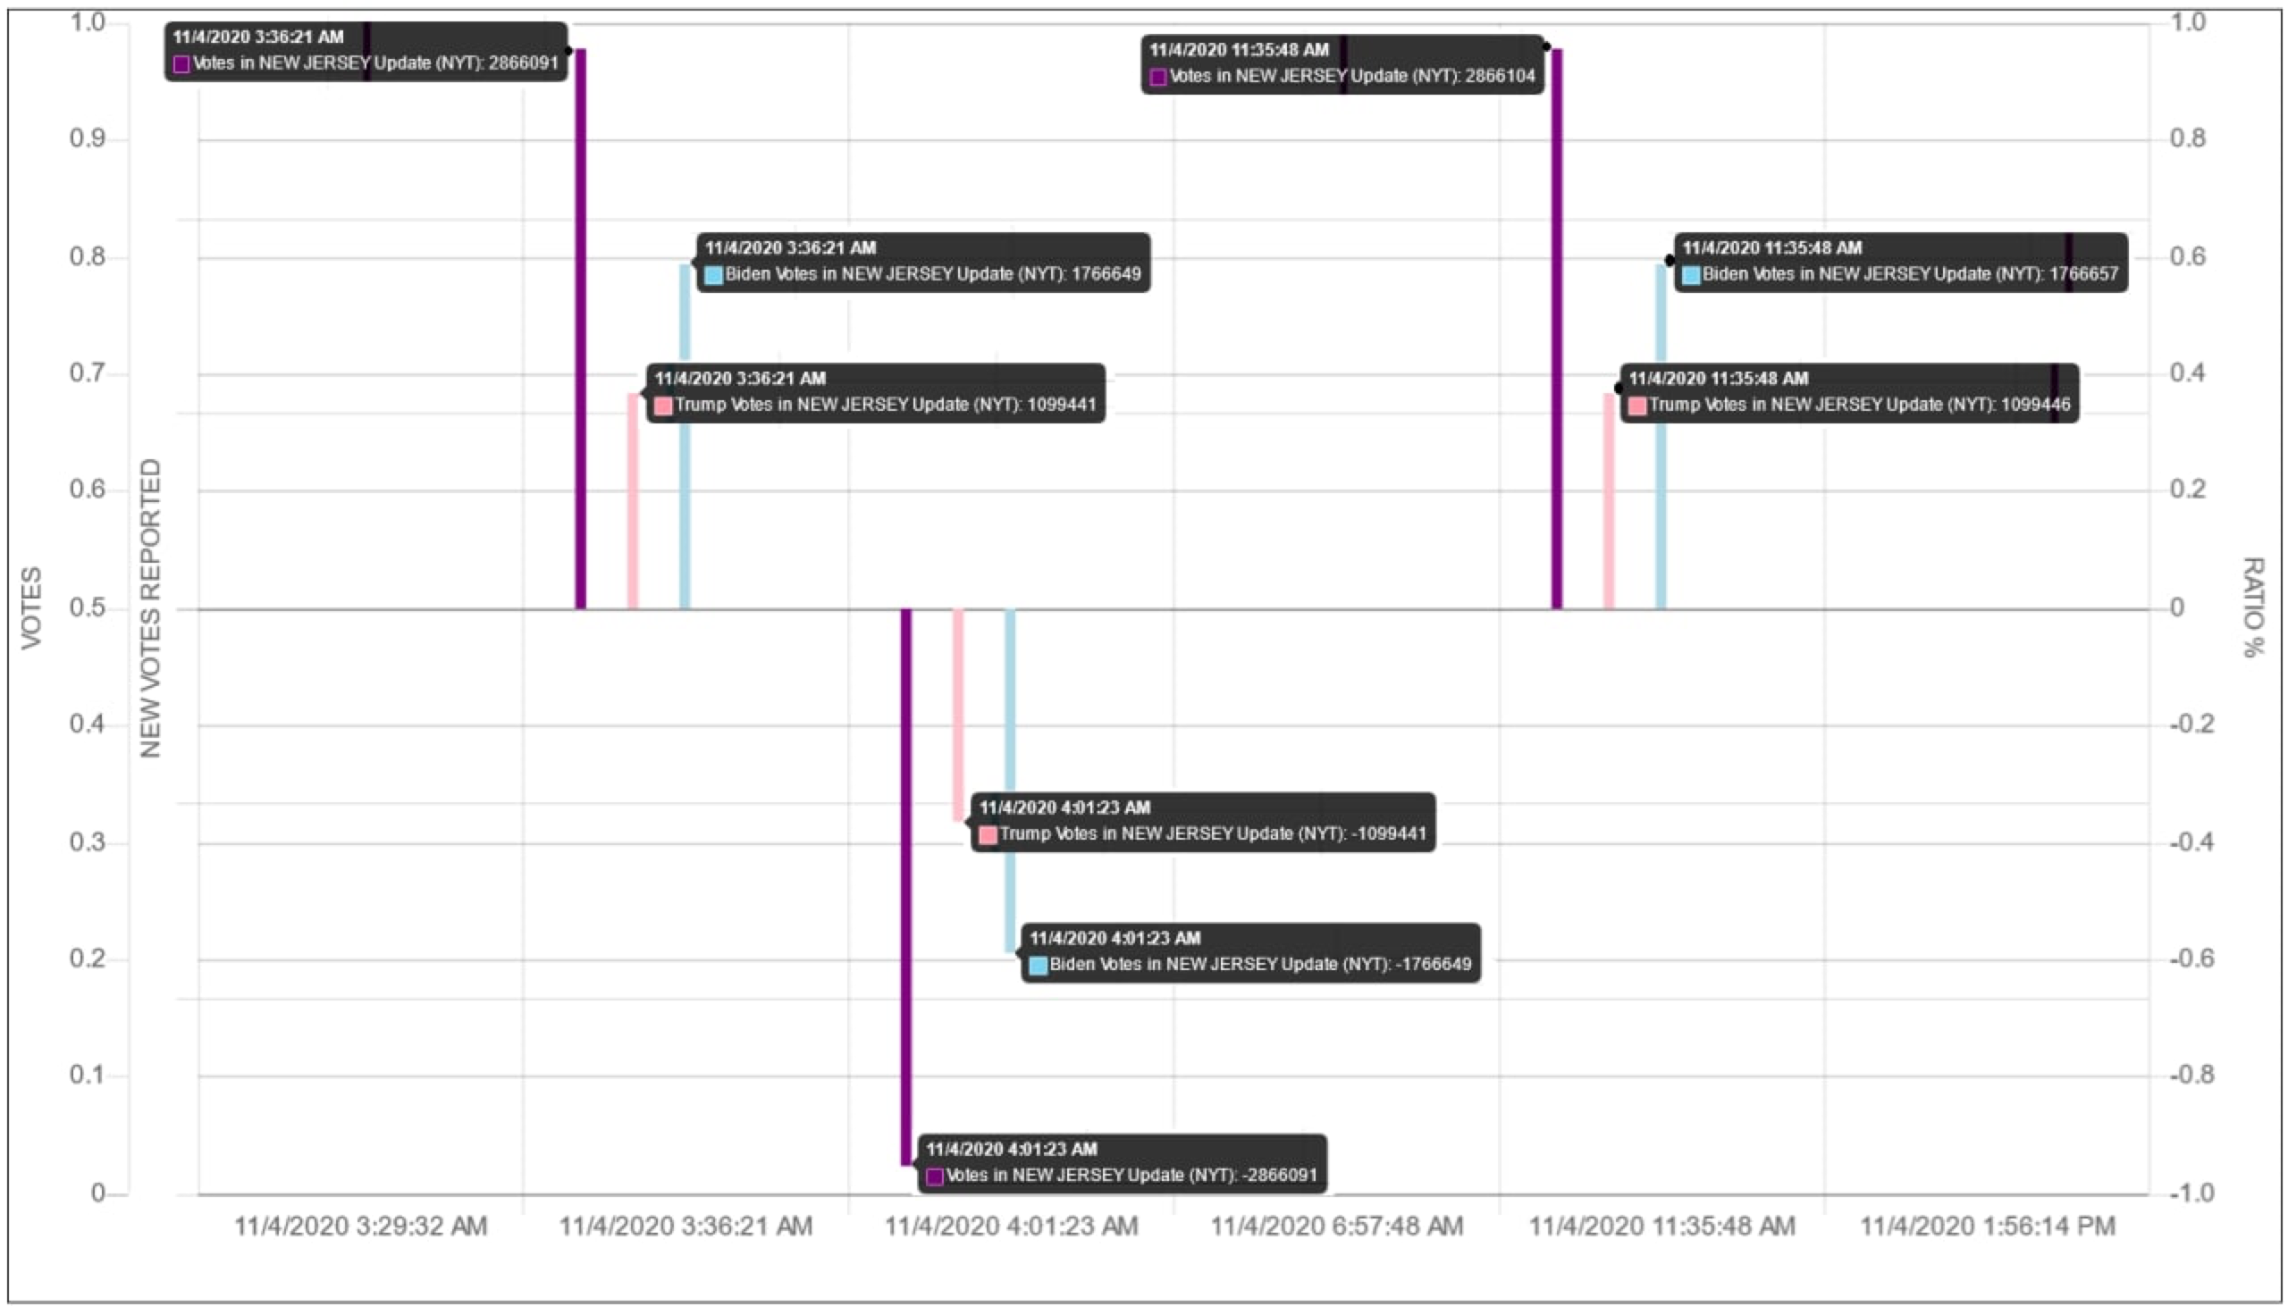 1.0
0.9
0.8
0.7
0.6
0.5
0.4
0.3
0.2
0.1
0
VOTES
NEW VOTES REPORTED
11/4/2020 3:36:21 AM
Votes in NEW JERSEY Update (NYT): 2866091
11/4/2020 3:36:21 AM
Biden Votes in NEW JERSEY Update (NYT): 1766649
11/4/2020 3:36:21 AM
Trump Votes in NEW JERSEY Update (NYT): 1099441
11/4/2020 4:01:23 AM
Trump Votes in NEW JERSEY Update (NYT): -1099441
11/4/2020 4:01:23 AM
Biden Votes in NEW JERSEY Update (NYT): -1766649
11/4/2020 4:01:23 AM
Votes in NEW JERSEY Update (NYT): -2866091
11/4/2020 11:35:48 AM
Votes in NEW JERSEY Update (NYT): 2866104
11/4/2020 11:35:48 AM
Biden Votes in NEW JERSEY Update (NYT): 1766657
11/4/2020 11:35:48 AM
Trump Votes in NEW JERSEY Update (NYT): 1099446
1.0
0.8
0.6
0.4
0.2
0
-0.2
-0.4
-0.6
-0.8
-1.0
RATIO %
11/4/2020 3:29:32 AM
11/4/2020 3:36:21 AM
11/4/2020 4:01:23 AM
11/4/2020 6:57:48 AM
11/4/2020 11:35:48 AM
11/4/2020 1:56:14 PM